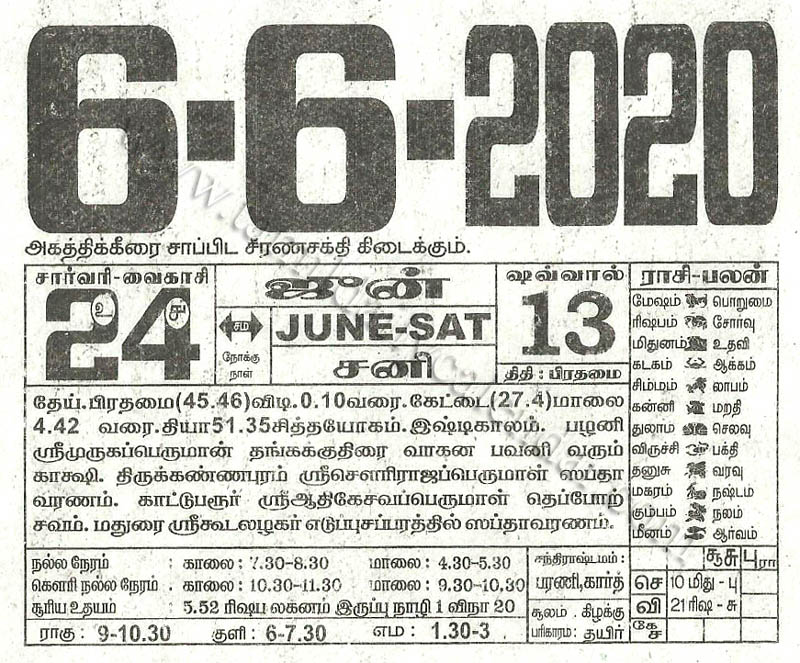 6-6-2020
அகத்திக்கீரை சாப்பிட சீரணசக்தி கிடைக்கும்.
சார்வரி-வைகாசி
24
உ
சம
நோக்கு
நாள்
ஜூன்
JUNE-SAT
சனி
ஷவ்வால்
13
திதி : பிரதமை
ராசி-பலன்
மேஷம் பொறுமை
ரிஷபம் சோர்வு
மிதுனம் உதவி
கடகம் ஆக்கம்
சிம்மம் லாபம்
கன்னி மறதி
துலாம் செலவு
விருச்சி பக்தி
தனுசு வரவு
மகரம் நஷ்டம்
கும்பம் நலம்
மீனம் ஆர்வம்
தேய்.பிரதமை(45.46)விடி.0.10வரை.கேட்டை(27.4)மாலை
4.42 வரை.தியா51.35சித்தயோகம்.இஷ்டிகாலம். பழனி
ஸ்ரீமுருகப்பெருமான் தங்கக்குதிரை வாகன பவனி வரும்
காக்ஷி. திருக்கண்ணபுரம் ஸ்ரீசௌரிராஜப்பெருமாள் ஸப்தா
வரணம். காட்டுபரூர் ஸ்ரீஆதிகேசவப்பெருமாள் தெப்போற்
சவம். மதுரை ஸ்ரீகூடலழகர் எடுப்புசப்பரத்தில் ஸப்தாவரணம்.
நல்ல நேரம் : காலை : 7.30-8.30 மாலை : 4.30-5.30
கௌரி நல்ல நேரம் : காலை : 10.30-11.30 மாலை : 9.30-10.30
சூரிய உதயம் : 5.52 ரிஷப லக்னம் இருப்பு நாழி 1 விநா 20
ராகு : 9-10.30 குளி : 6-7.30 எம : 1.30-3
சந்திராஷ்டமம் :
பரணி,கார்த்
சூலம் : கிழக்கு
பரிகாரம் : தயிர்
சூ சு பு
ரா
செ 10 மிது - பு
வி 21 ரிஷ - சு
கே